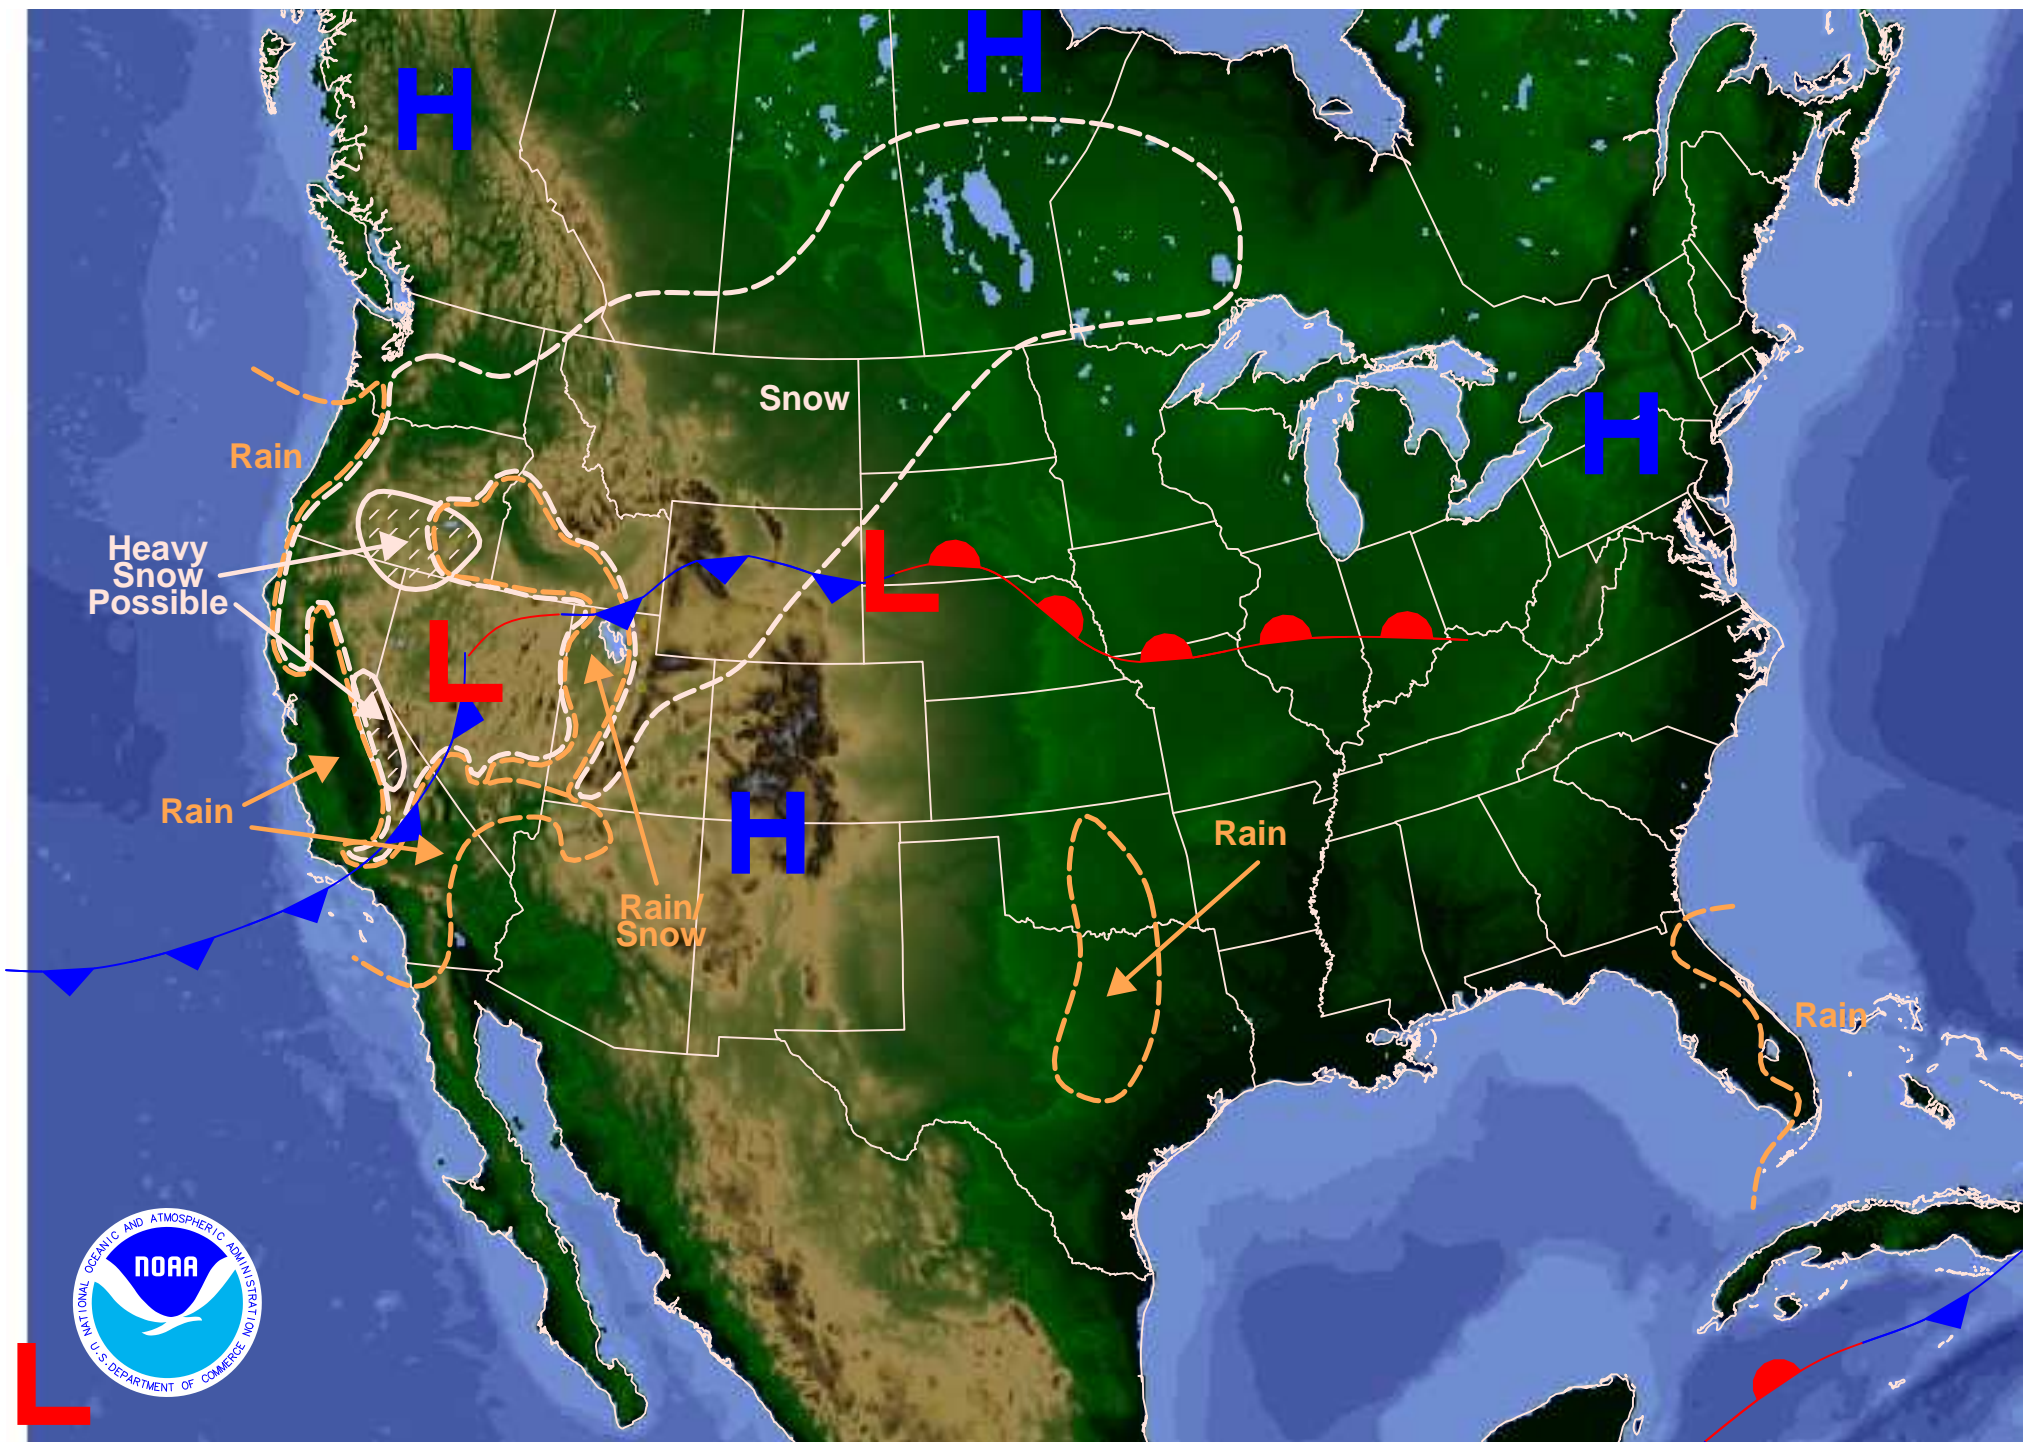 H
H
Snow
H
Rain
Heavy
Snow
Possible
L
L
Rain
H
Rain
Rain/
Snow
Rain
NATIONAL OCEANIC AND ATMOSPHERIC ADMINISTRATION
NOAA
U.S. DEPARTMENT OF COMMERCE
L